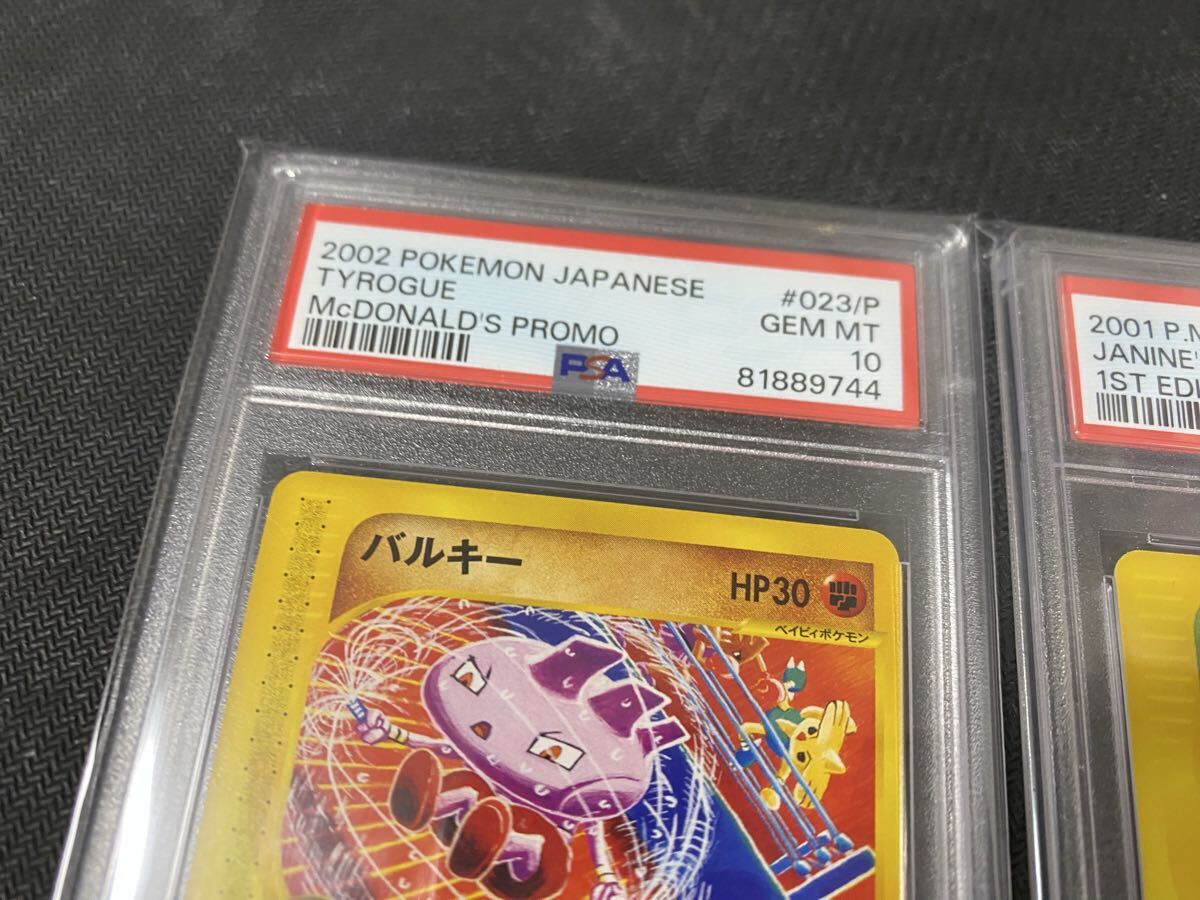 2002 POKEMON JAPANESE #023/P
TYROGUE GEM MT
McDONALD'S PROMO 10
PSA 81889744
バルキー
HP30
ベイビィポケモン
2001 P.M
JANINE'
1ST EDI